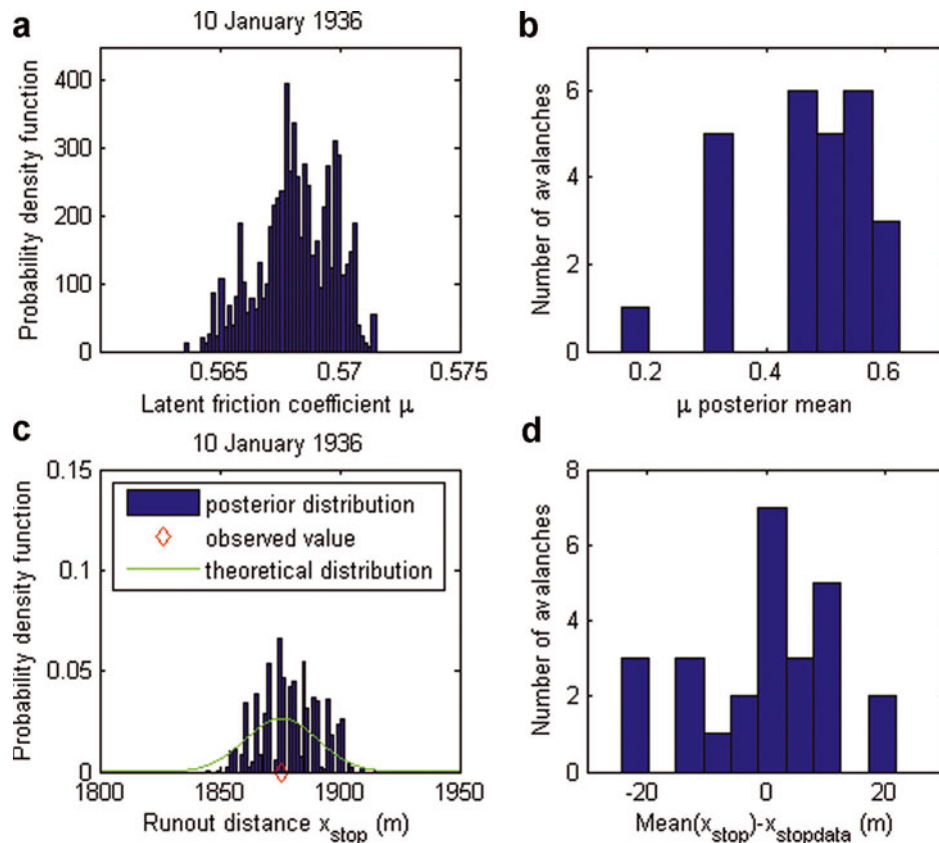 a
10 January 1936
Probability density function
400
300
200
100
0
0.565
0.57
0.575
Latent friction coefficient μ
b
Number of avalanches
6
4
2
0
0.2
0.4
0.6
μ posterior mean
c
10 January 1936
Probability density function
0.15
0.1
0.05
0
posterior distribution
observed value
theoretical distribution
1800
1850
1900
1950
Runout distance x_stop (m)
d
Number of avalanches
8
6
4
2
0
-20
0
20
Mean(x_stop)-x_stopdata (m)